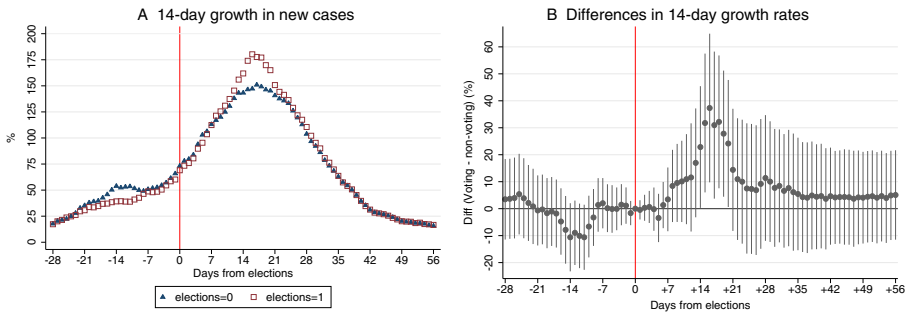 A 14-day growth in new cases
200
175
150
125
100
75
50
25
0
%
-28 -21 -14 -7 0 7 14 21 28 35 42 49 56
Days from elections
elections=0 elections=1
B Differences in 14-day growth rates
60
50
40
30
20
10
0
-10
-20
Diff (Voting - non-voting) (%)
-28 -21 -14 -7 0 +7 +14 +21 +28 +35 +42 +49 +56
Days from elections